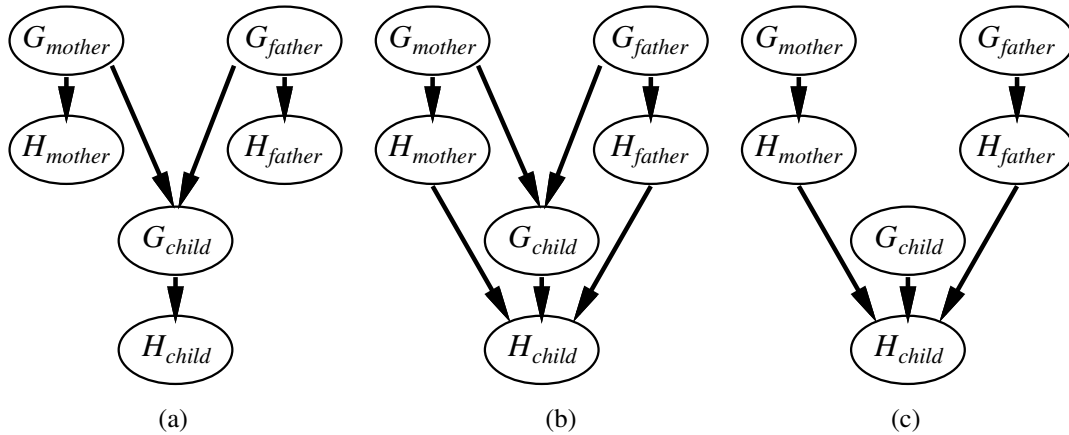 G_mother G_father G_mother G_father G_mother G_father
H_mother H_father H_mother H_father H_mother H_father
G_child G_child G_child
H_child H_child H_child
(a) (b) (c)